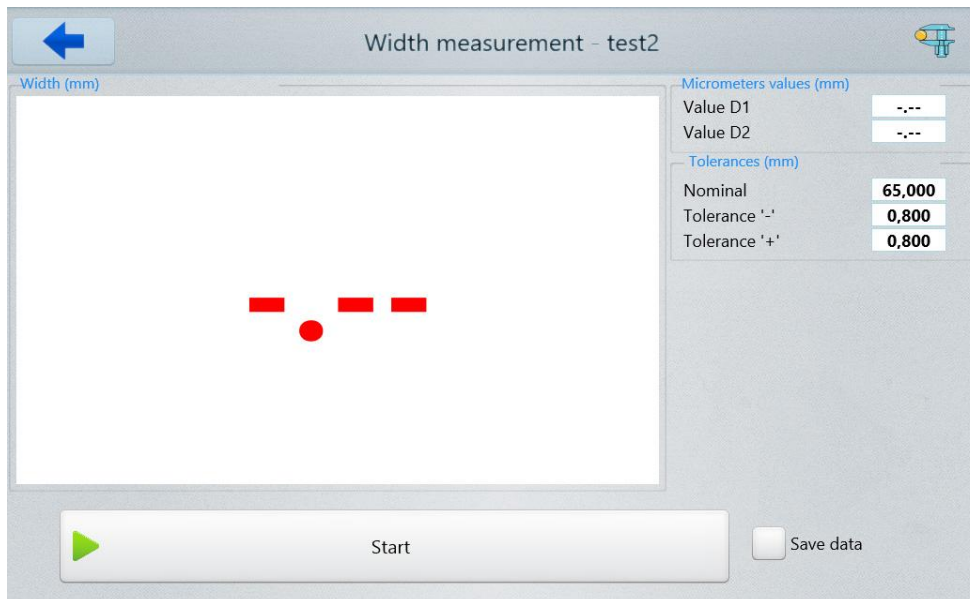 Width measurement - test2
Width (mm)
-.--
Micrometers values (mm)
Value D1 -.--
Value D2 -.--
Tolerances (mm)
Nominal 65,000
Tolerance '-' 0,800
Tolerance '+' 0,800
Start
Save data